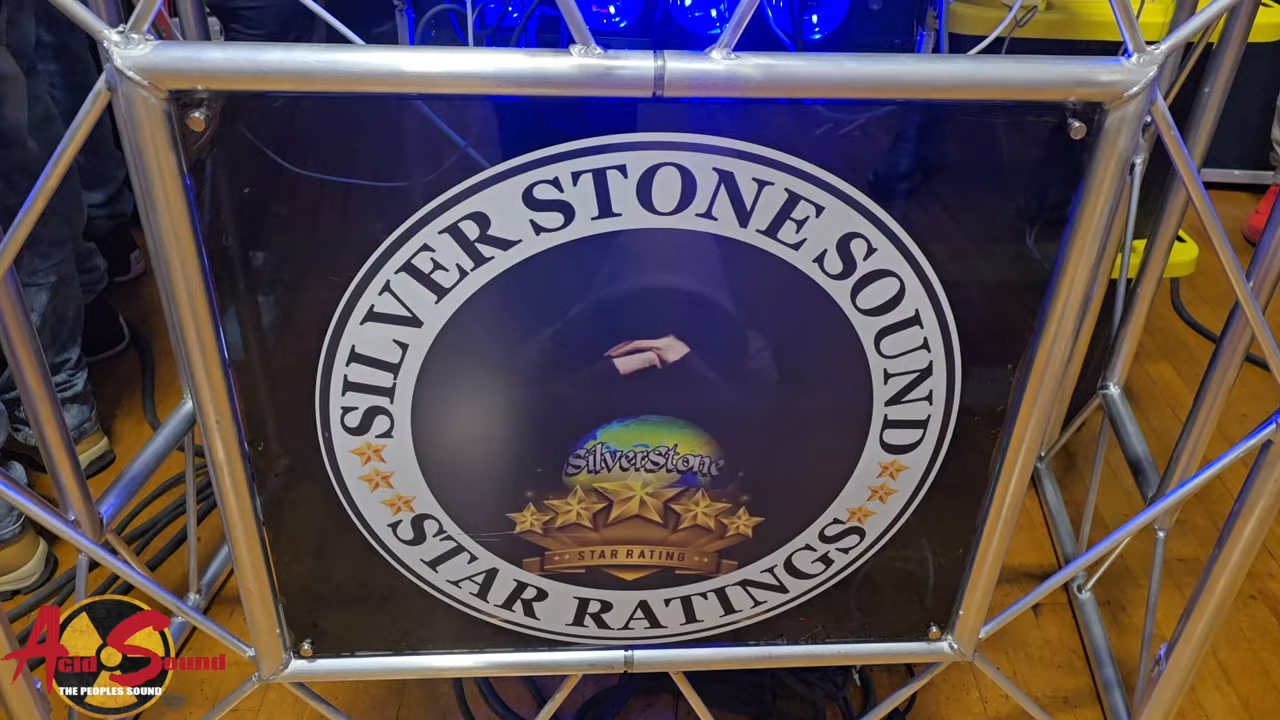 SILVER STONE SOUND
SilverStone
STAR RATING
STAR RATINGS
Acid Sound
THE PEOPLES SOUND